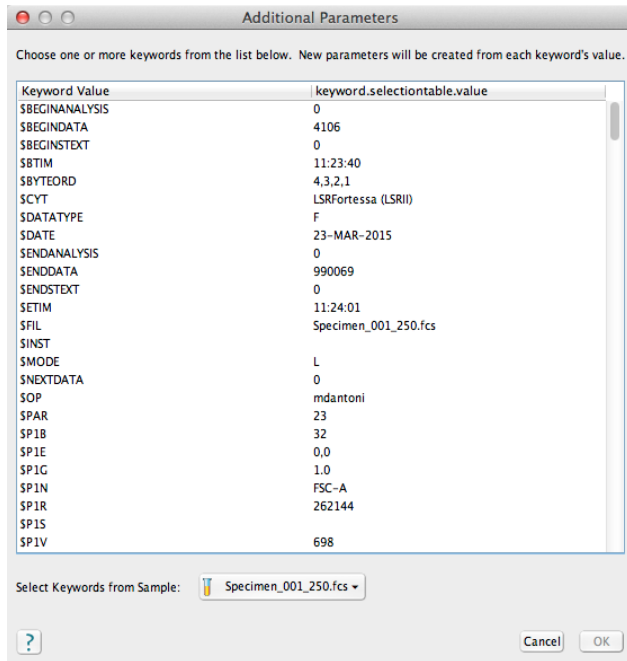 Additional Parameters
Choose one or more keywords from the list below. New parameters will be created from each keyword's value.
Keyword Value keyword.selectiontable.value
$BEGINANALYSIS 0
$BEGINDATA 4106
$BEGINSTEXT 0
$BTIM 11:23:40
$BYTEORD 4,3,2,1
$CYT LSRFortessa (LSRII)
$DATATYPE F
$DATE 23-MAR-2015
$ENDANALYSIS 0
$ENDDATA 990069
$ENDSTEXT 0
$ETIM 11:24:01
$FIL Specimen_001_250.fcs
$INST
$MODE L
$NEXTDATA 0
$OP mdantoni
$PAR 23
$P1B 32
$P1E 0,0
$P1G 1.0
$P1N FSC-A
$P1R 262144
$P1S
$P1V 698
Select Keywords from Sample: Specimen_001_250.fcs
? Cancel OK